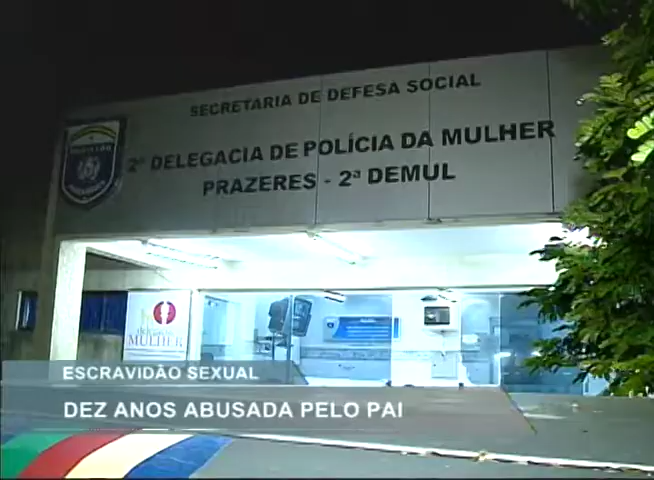 SECRETARIA DE DEFESA SOCIAL
2ª DELEGACIA DE POLÍCIA DA MULHER
PRAZERES - 2ª DEMUL
MULHER
ESCRAVIDÃO SEXUAL
DEZ ANOS ABUSADA PELO PAI